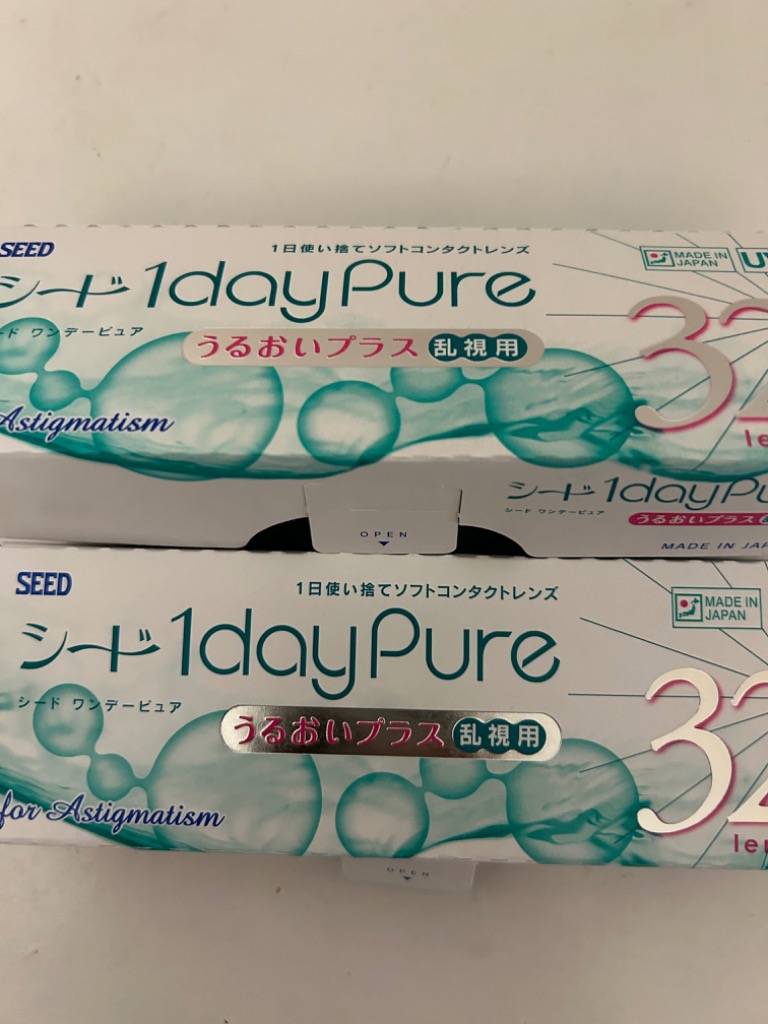 SEED
1日使い捨てソフトコンタクトレンズ
MADE IN
JAPAN
シード 1dayPure
ワンデーピュア
うるおいプラス 乱視用
32
Astigmatism
シード 1dayPu
シード ワンデーピュア
うるおいプラス
OPEN
MADE IN JAP
SEED
1日使い捨てソフトコンタクトレンズ
MADE IN
JAPAN
シード 1dayPure
シード ワンデーピュア
うるおいプラス 乱視用
32
for Astigmatism
OPEN